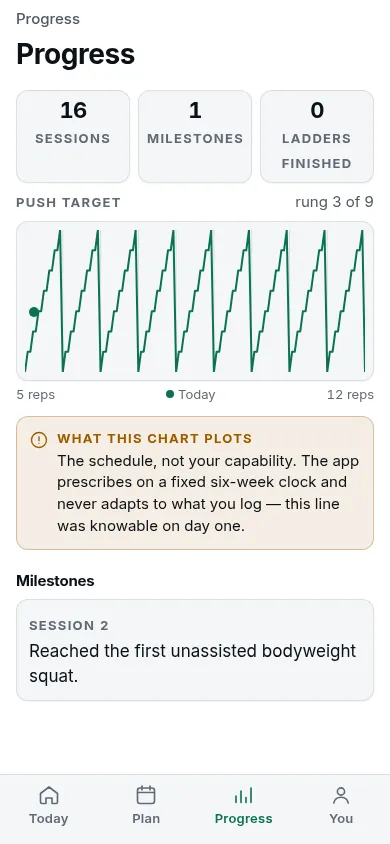 Progress
Progress
16
SESSIONS
1
MILESTONES
0
LADDERS
FINISHED
PUSH TARGET
rung 3 of 9
5 reps
Today
12 reps
WHAT THIS CHART PLOTS
The schedule, not your capability. The app
prescribes on a fixed six-week clock and
never adapts to what you log — this line
was knowable on day one.
Milestones
SESSION 2
Reached the first unassisted bodyweight
squat.
Today
Plan
Progress
You